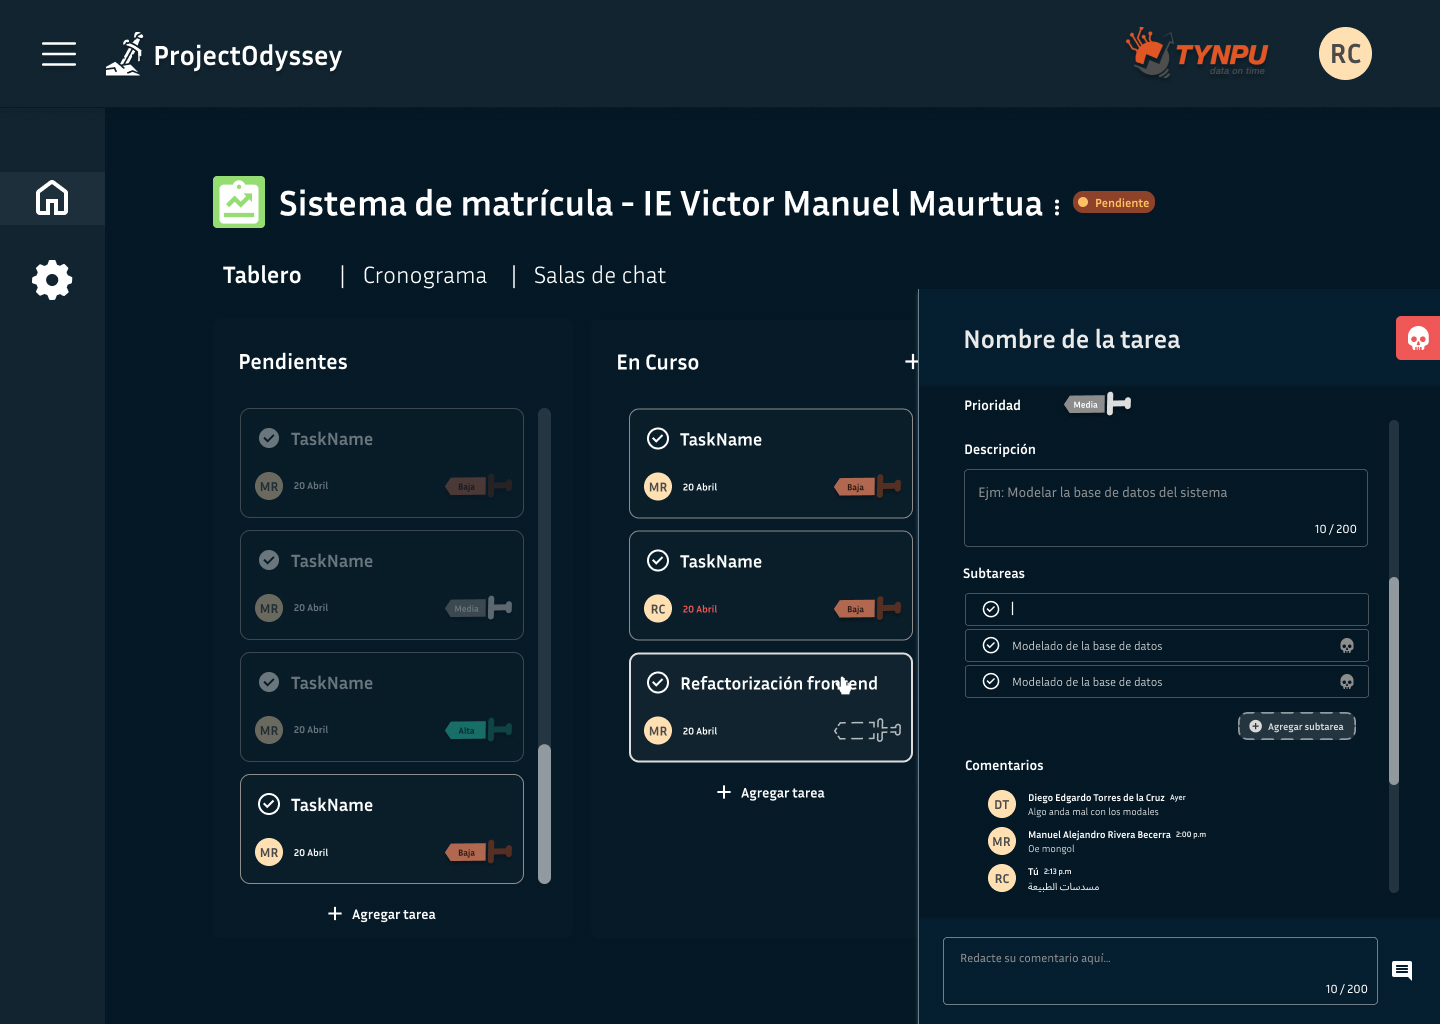 ProjectOdyssey
TYNPU
data on time
RC
Sistema de matrícula - IE Victor Manuel Maurtua
Pendiente
Tablero | Cronograma | Salas de chat
Pendientes
TaskName
MR 20 Abril Baja
TaskName
MR 20 Abril Media
TaskName
MR 20 Abril Alta
TaskName
MR 20 Abril Baja
+ Agregar tarea
En Curso +
TaskName
MR 20 Abril Baja
TaskName
RC 20 Abril Baja
Refactorización frontend
MR 20 Abril
+ Agregar tarea
Nombre de la tarea
Prioridad Media
Descripción
Ejm: Modelar la base de datos del sistema
10 / 200
Subtareas
Modelado de la base de datos
Modelado de la base de datos
Agregar subtarea
Comentarios
DT Diego Edgardo Torres de la Cruz Ayer
Algo anda mal con los modales
MR Manuel Alejandro Rivera Becerra 2:00 p.m
Oe mongol
RC Tú 2:13 p.m
مسدسات الطبيعة
Redacte su comentario aquí...
10 / 200